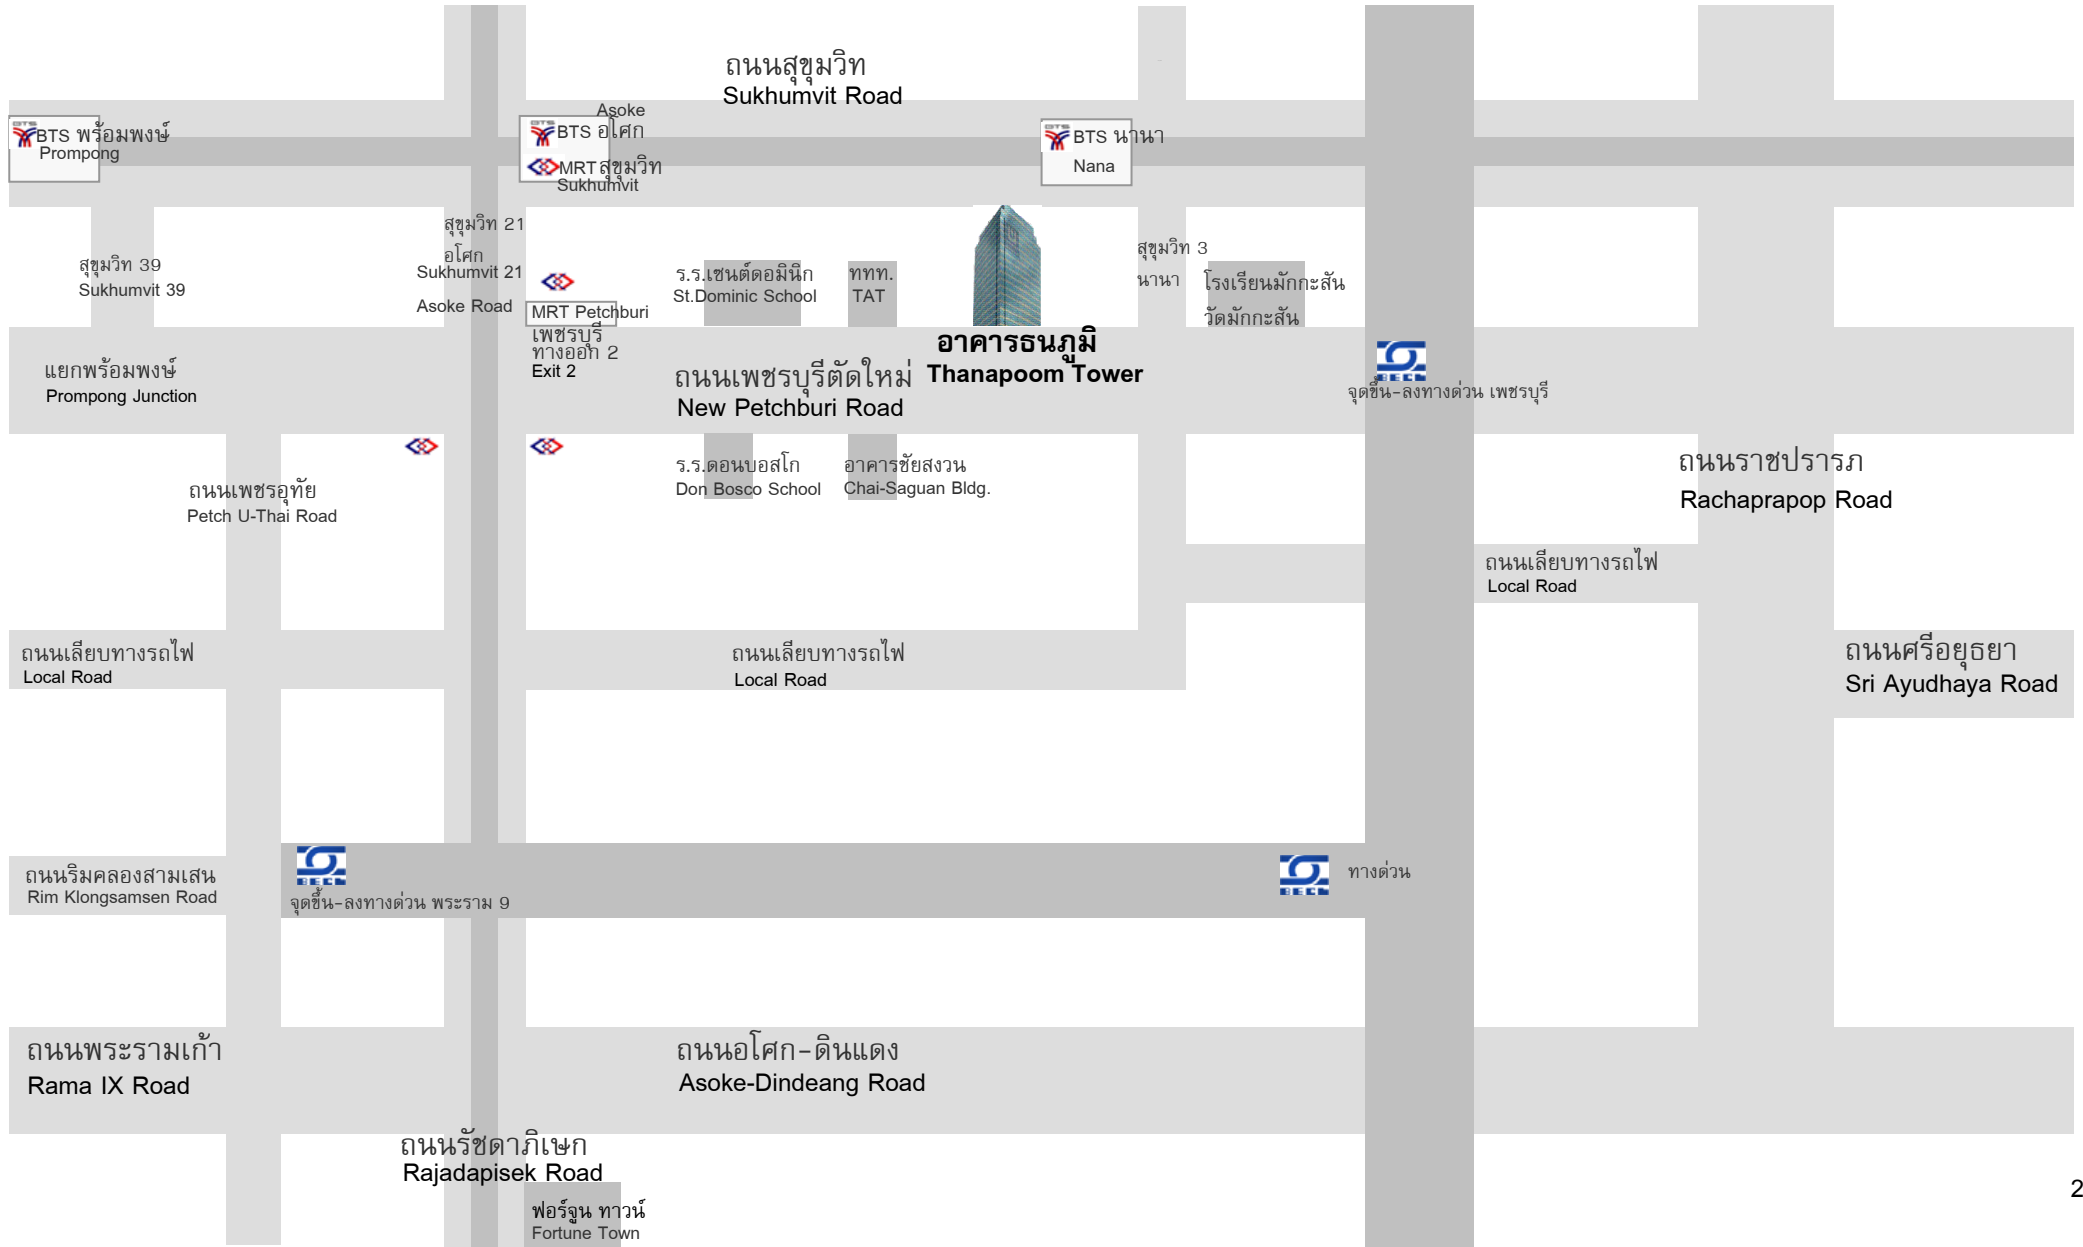 ถนนสุขุมวิท
Sukhumvit Road
BTS พร้อมพงษ์
Prompong
Asoke
BTS อโศก
MRT สุขุมวิท
Sukhumvit
BTS นานา
Nana
สุขุมวิท 39
Sukhumvit 39
สุขุมวิท 21
อโศก
Sukhumvit 21
Asoke Road
MRT Petchburi
เพชรบุรี
ทางออก 2
Exit 2
ร.ร.เซนต์ดอมินิก
St.Dominic School
ททท.
TAT
อาคารธนภูมิ
Thanapoom Tower
สุขุมวิท 3
นานา
โรงเรียนมักกะสัน
วัดมักกะสัน
แยกพร้อมพงษ์
Prompong Junction
ถนนเพชรบุรีตัดใหม่
New Petchburi Road
BECL
จุดขึ้น-ลงทางด่วน เพชรบุรี
ถนนเพชรอุทัย
Petch U-Thai Road
ร.ร.ดอนบอสโก
Don Bosco School
อาคารชัยสงวน
Chai-Saguan Bldg.
ถนนราชปรารภ
Rachaprapop Road
ถนนเลียบทางรถไฟ
Local Road
ถนนเลียบทางรถไฟ
Local Road
ถนนเลียบทางรถไฟ
Local Road
ถนนศรีอยุธยา
Sri Ayudhaya Road
ถนนริมคลองสามเสน
Rim Klongsamsen Road
BECL
จุดขึ้น-ลงทางด่วน พระราม 9
BECL
ทางด่วน
ถนนพระรามเก้า
Rama IX Road
ถนนอโศก-ดินแดง
Asoke-Dindeang Road
ถนนรัชดาภิเษก
Rajadapisek Road
ฟอร์จูน ทาวน์
Fortune Town
2